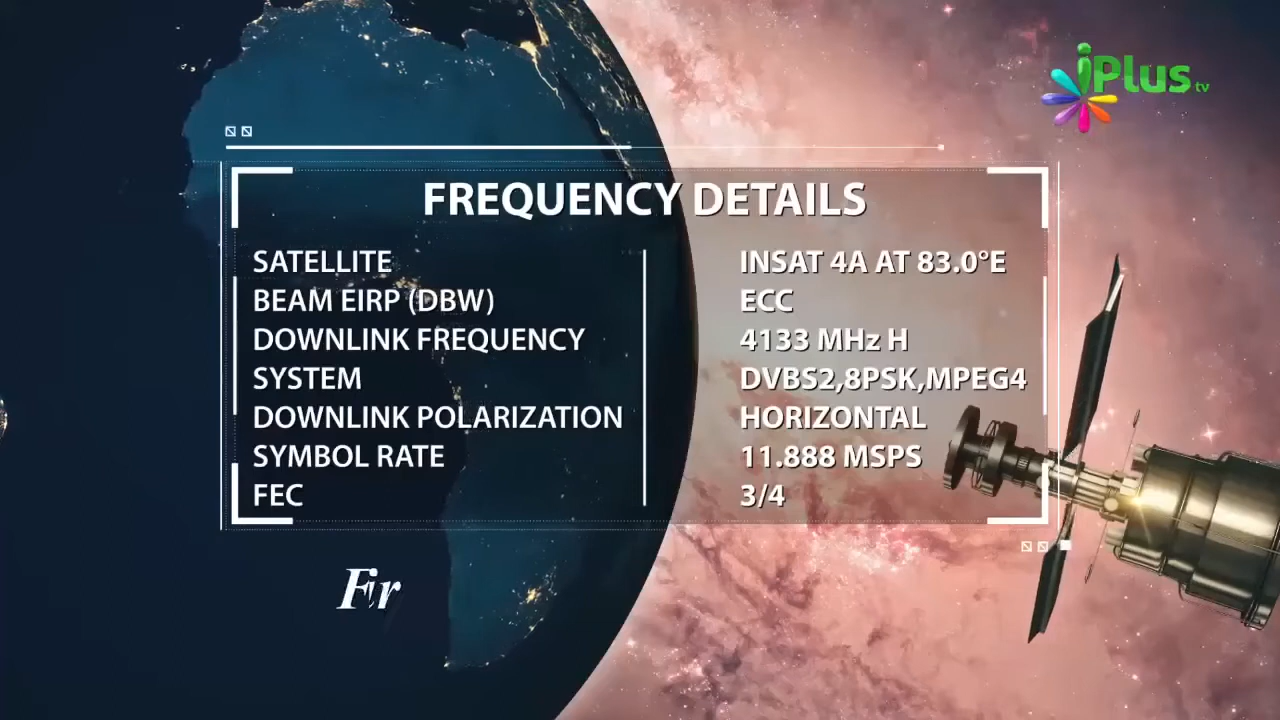 iPlus tv
FREQUENCY DETAILS
SATELLITE INSAT 4A AT 83.0°E
BEAM EIRP (DBW) ECC
DOWNLINK FREQUENCY 4133 MHz H
SYSTEM DVBS2,8PSK,MPEG4
DOWNLINK POLARIZATION HORIZONTAL
SYMBOL RATE 11.888 MSPS
FEC 3/4
Fir